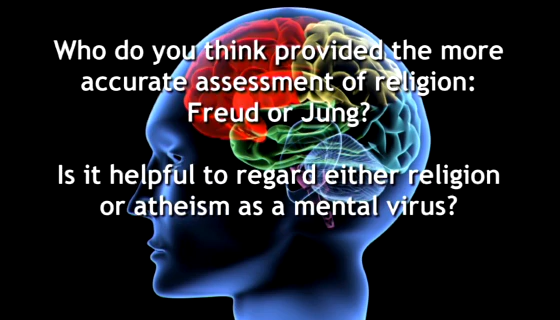 Who do you think provided the more
accurate assessment of religion:
Freud or Jung?
Is it helpful to regard either religion
or atheism as a mental virus?